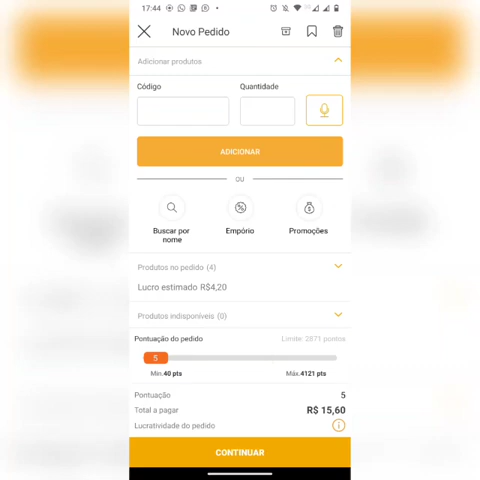 17:44
Novo Pedido
Adicionar produtos
Código
Quantidade
ADICIONAR
OU
Buscar por nome
Empório
Promoções
Produtos no pedido (4)
Lucro estimado R$4,20
Produtos indisponíveis (0)
Pontuação do pedido
Limite: 2871 pontos
5
Mín.40 pts
Máx.4121 pts
Pontuação
5
Total a pagar
R$ 15,60
Lucratividade do pedido
CONTINUAR